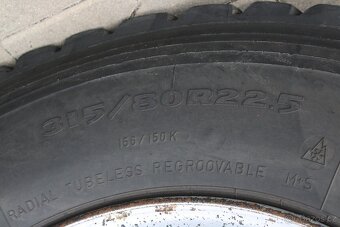 315/80R22.5
156/150K
RADIAL TUBELESS REGROOVABLE M+S